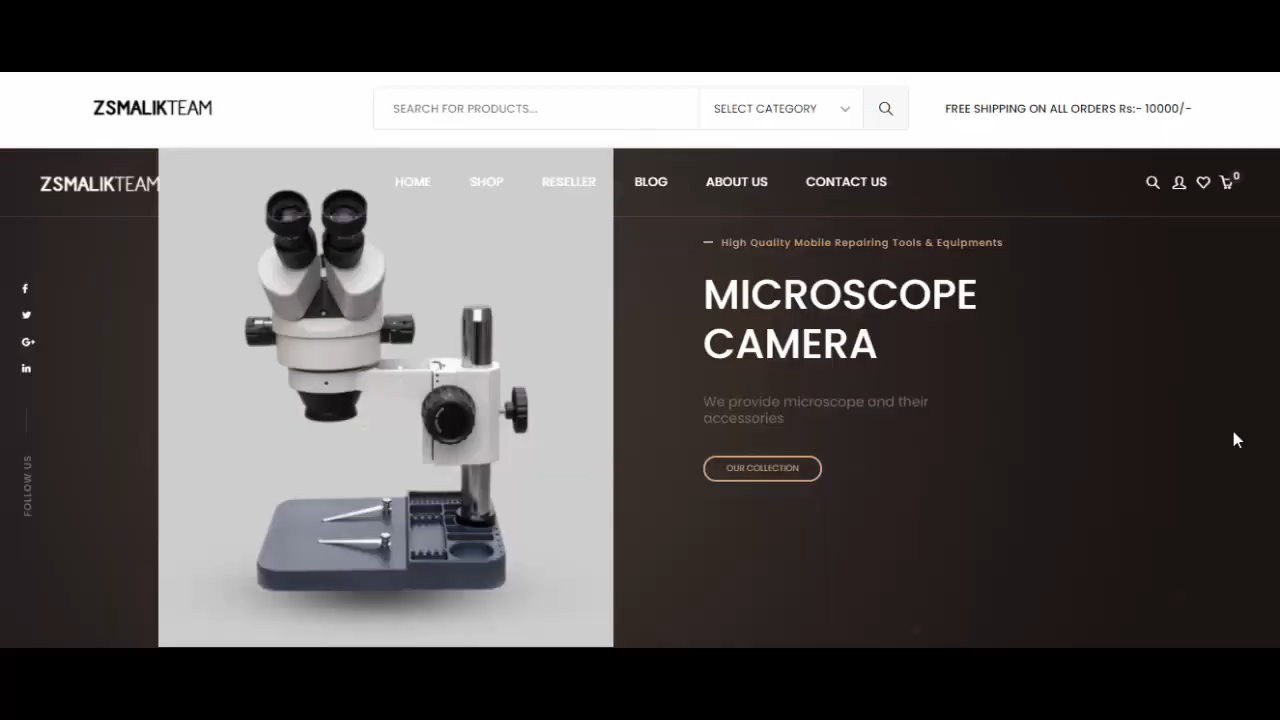 ZSMALIKTEAM
SEARCH FOR PRODUCTS...
SELECT CATEGORY
FREE SHIPPING ON ALL ORDERS Rs:- 10000/-
ZSMALIKTEAM
HOME
SHOP
RESELLER
BLOG
ABOUT US
CONTACT US
0
High Quality Mobile Repairing Tools & Equipments
MICROSCOPE
CAMERA
We provide microscope and their
accessories
OUR COLLECTION
FOLLOW US